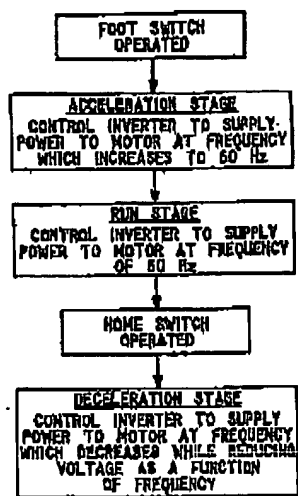 FOOT SWITCH
OPERATED
ACCELERATION STAGE
CONTROL INVERTER TO SUPPLY
POWER TO MOTOR AT FREQUENCY
WHICH INCREASES TO 60 Hz
RUN STAGE
CONTROL INVERTER TO SUPPLY
POWER TO MOTOR AT FREQUENCY
OF 60 Hz
HOME SWITCH
OPERATED
DECELERATION STAGE
CONTROL INVERTER TO SUPPLY
POWER TO MOTOR AT FREQUENCY
WHICH DECREASES WHILE REDUCING
VOLTAGE AS A FUNCTION
OF FREQUENCY